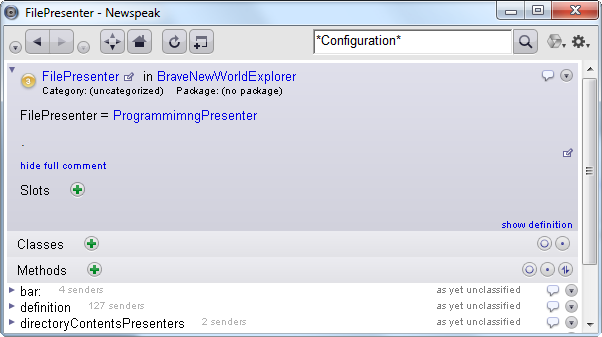 FilePresenter - Newspeak
*Configuration*
3 FilePresenter in BraveNewWorldExplorer
Category: (uncategorized) Package: (no package)
FilePresenter = ProgrammimngPresenter
.
hide full comment
Slots
show definition
Classes
Methods
bar: 4 senders as yet unclassified
definition 127 senders as yet unclassified
directoryContentsPresenters 2 senders as yet unclassified